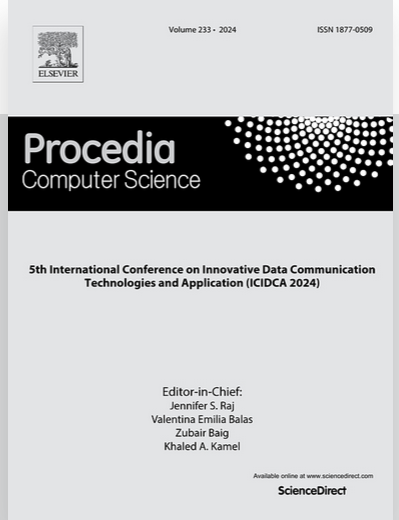 Volume 233 • 2024
ISSN 1877-0509
ELSEVIER
Procedia
Computer Science
5th International Conference on Innovative Data Communication
Technologies and Application (ICIDCA 2024)
Editor-in-Chief:
Jennifer S. Raj
Valentina Emilia Balas
Zubair Baig
Khaled A. Kamel
Available online at www.sciencedirect.com
ScienceDirect